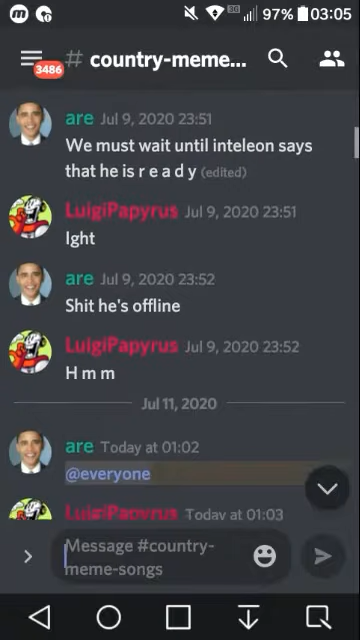 3G 97% 03:05
3486
# country-meme...
are Jul 9, 2020 23:51
We must wait until inteleon says
that he is r e a d y (edited)
LuigiPapyrus Jul 9, 2020 23:51
Ight
are Jul 9, 2020 23:52
Shit he's offline
LuigiPapyrus Jul 9, 2020 23:52
H m m
Jul 11, 2020
are Today at 01:02
@everyone
LuigiPapyrus Today at 01:03
Message #country-
meme-songs